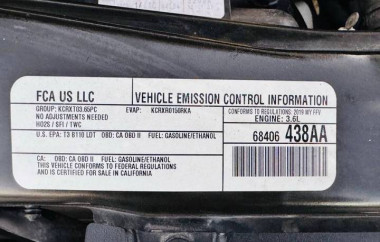 FCA US LLC
VEHICLE EMISSION CONTROL INFORMATION
GROUP: KCRXT03.65PC EVAP: KCRXR0150RKA
NO ADJUSTMENTS NEEDED
HO2S / SFI / TWC
CONFORMS TO REGULATIONS: 2019 MY FFV
ENGINE: 3.6L
U.S. EPA: T3 B110 LDT OBD: CA OBD II FUEL: GASOLINE/ETHANOL
68406 438AA
CA: OBD: CA OBD II FUEL: GASOLINE/ETHANOL
THIS VEHICLE CONFORMS TO FEDERAL REGULATIONS
AND IS NOT FOR SALE IN CALIFORNIA